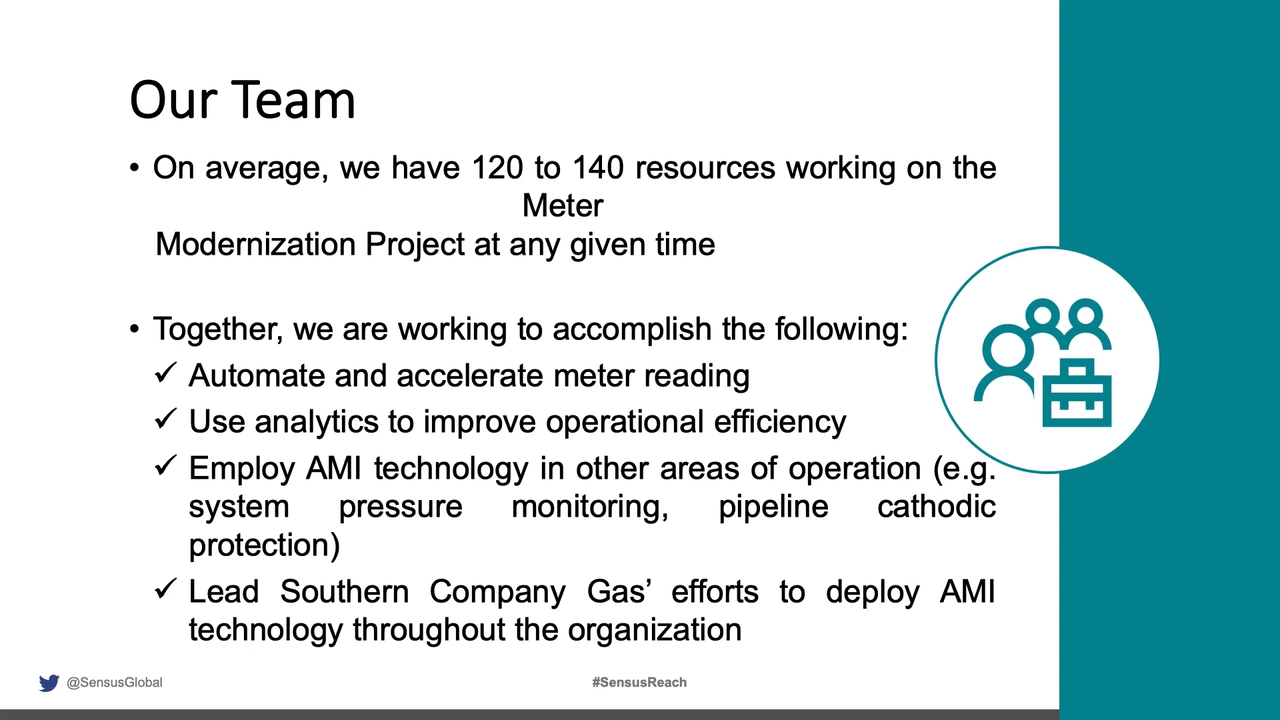 Our Team
• On average, we have 120 to 140 resources working on the
Meter
Modernization Project at any given time
• Together, we are working to accomplish the following:
✓ Automate and accelerate meter reading
✓ Use analytics to improve operational efficiency
✓ Employ AMI technology in other areas of operation (e.g.
system pressure monitoring, pipeline cathodic
protection)
✓ Lead Southern Company Gas’ efforts to deploy AMI
technology throughout the organization
@SensusGlobal
#SensusReach